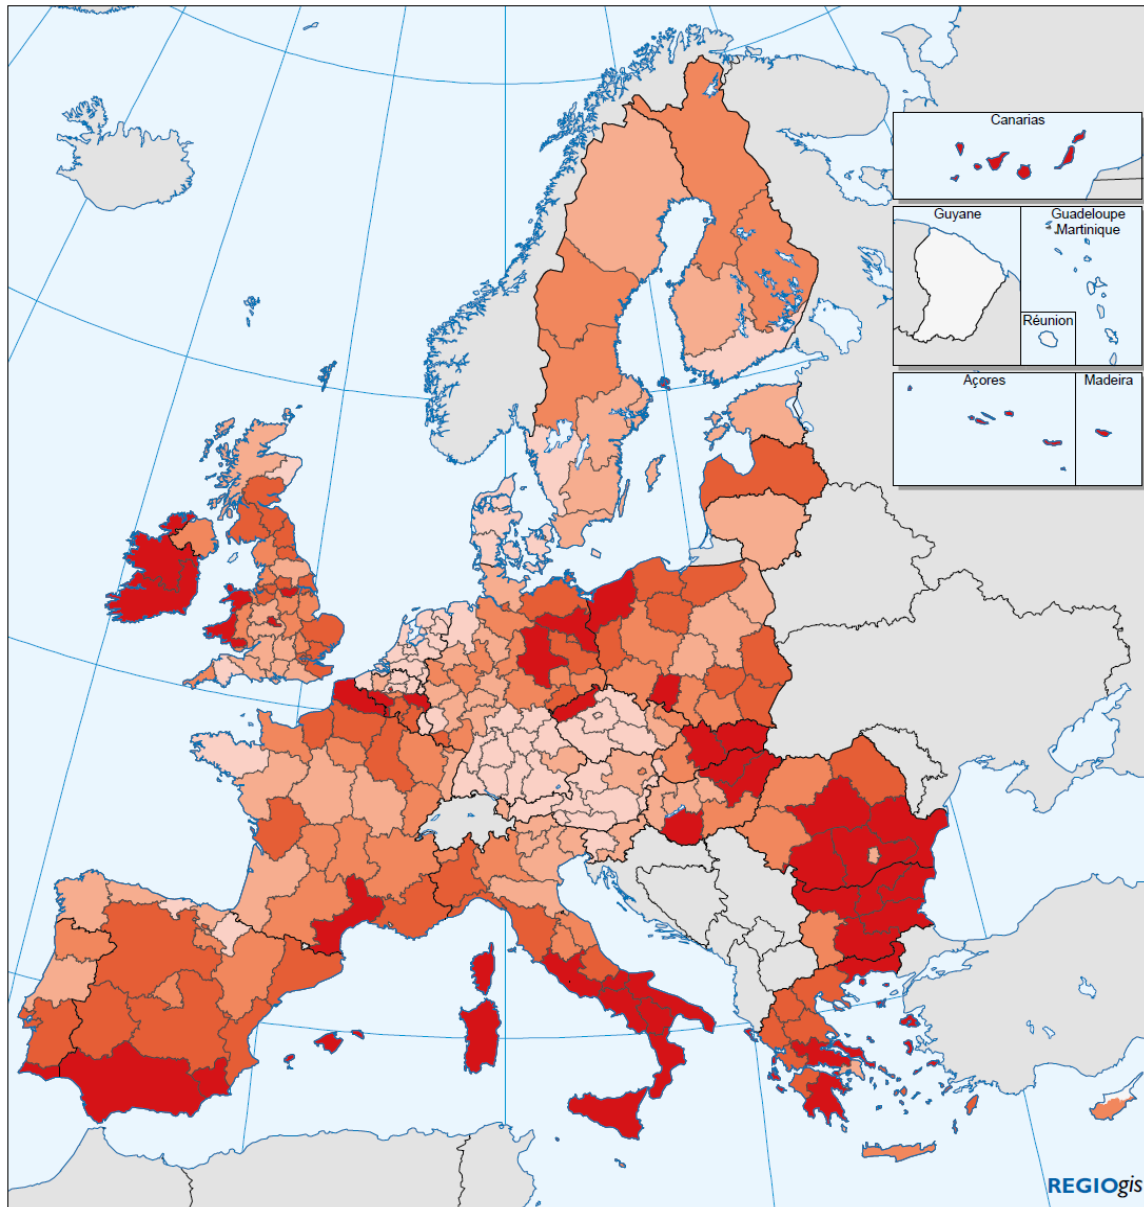 Canarias
Guyane
Guadeloupe
Martinique
Réunion
Açores
Madeira
REGIOgis